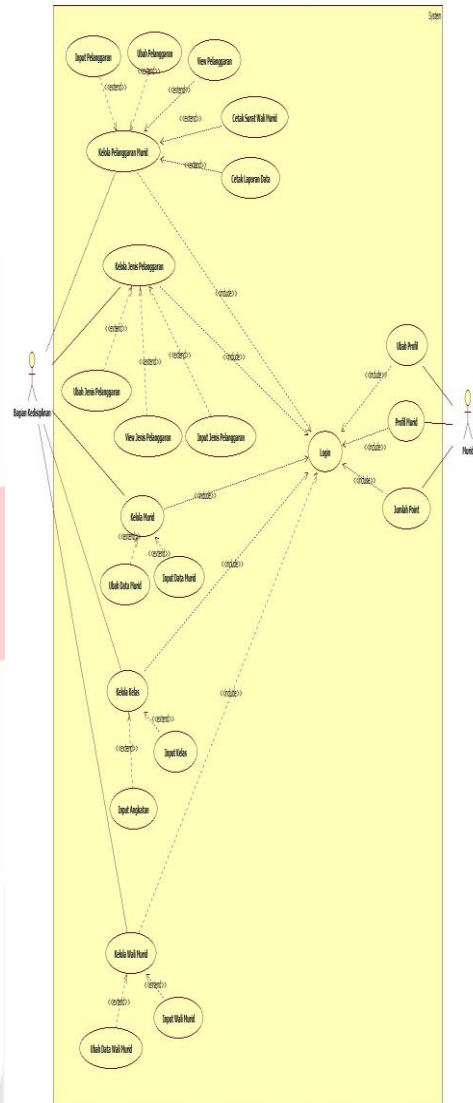 System
Input Pelanggaran
Ubah Pelanggaran
View Pelanggaran
<<extend>>
<<extend>>
<<extend>>
<<extend>>
Cetak Surat Wali Murid
Kelola Pelanggaran Murid
<<extend>>
Cetak Laporan Data
Kelola Jenis Pelanggaran
<<include>>
<<extend>>
<<extend>>
<<extend>>
<<include>>
Ubah Profil
<<include>>
Ubah Jenis Pelanggaran
View Jenis Pelanggaran
Input Jenis Pelanggaran
Bagian Kedisiplinan
Profil Murid
Murid
<<include>>
Login
<<include>>
Jumlah Point
Kelola Murid
<<include>>
<<extend>>
<<extend>>
Ubah Data Murid
Input Data Murid
<<include>>
Kelola Kelas
<<include>>
<<extend>>
<<extend>>
Input Kelas
Input Angkatan
Kelola Wali Murid
<<extend>>
<<extend>>
Input Wali Murid
Ubah Data Wali Murid